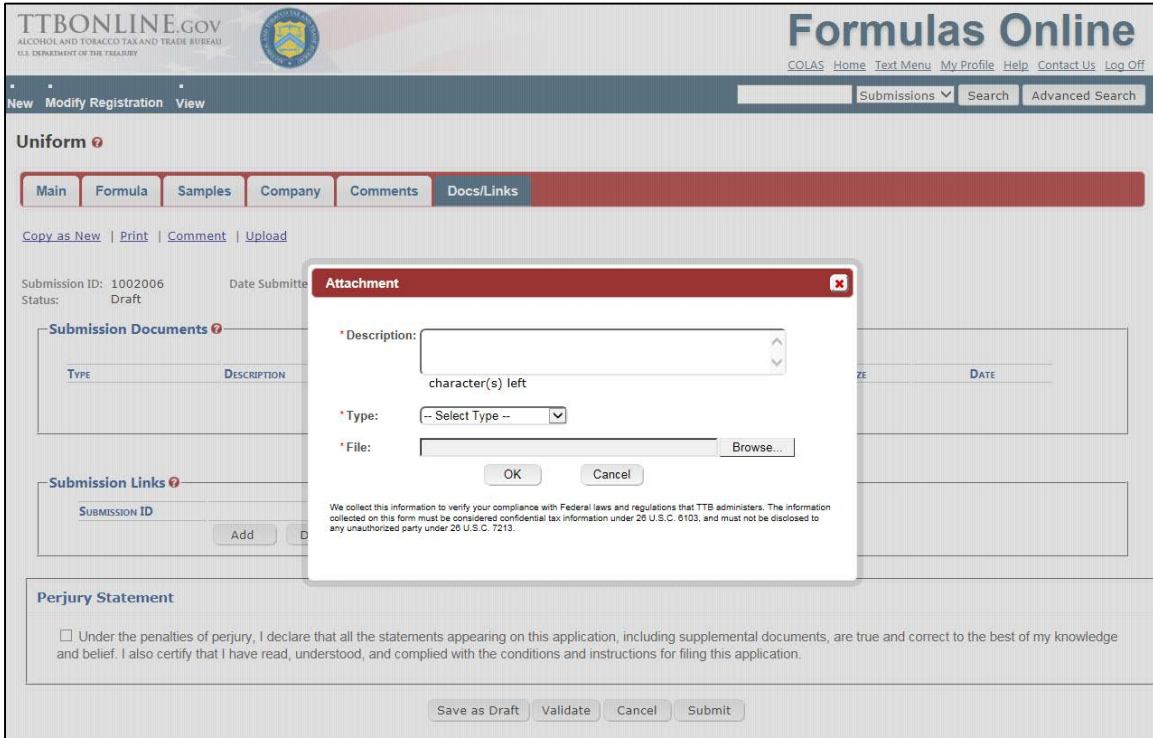 TTBONLINE.GOV
ALCOHOL AND TOBACCO TAX AND TRADE BUREAU
U.S. DEPARTMENT OF THE TREASURY
Formulas Online
COLAS Home Text Menu My Profile Help Contact Us Log Off
New Modify Registration View
Submissions Search Advanced Search
Uniform
Main Formula Samples Company Comments Docs/Links
Copy as New | Print | Comment | Upload
Submission ID: 1002006 Date Submitte
Status: Draft
Attachment
Submission Documents
* Description:
TYPE DESCRIPTION ZE DATE
character(s) left
* Type: -- Select Type --
* File: Browse...
OK Cancel
Submission Links
SUBMISSION ID
Add D
We collect this information to verify your compliance with Federal laws and regulations that TTB administers. The information
collected on this form must be considered confidential tax information under 26 U.S.C. 6103, and must not be disclosed to
any unauthorized party under 26 U.S.C. 7213.
Perjury Statement
Under the penalties of perjury, I declare that all the statements appearing on this application, including supplemental documents, are true and correct to the best of my knowledge
and belief. I also certify that I have read, understood, and complied with the conditions and instructions for filing this application.
Save as Draft Validate Cancel Submit